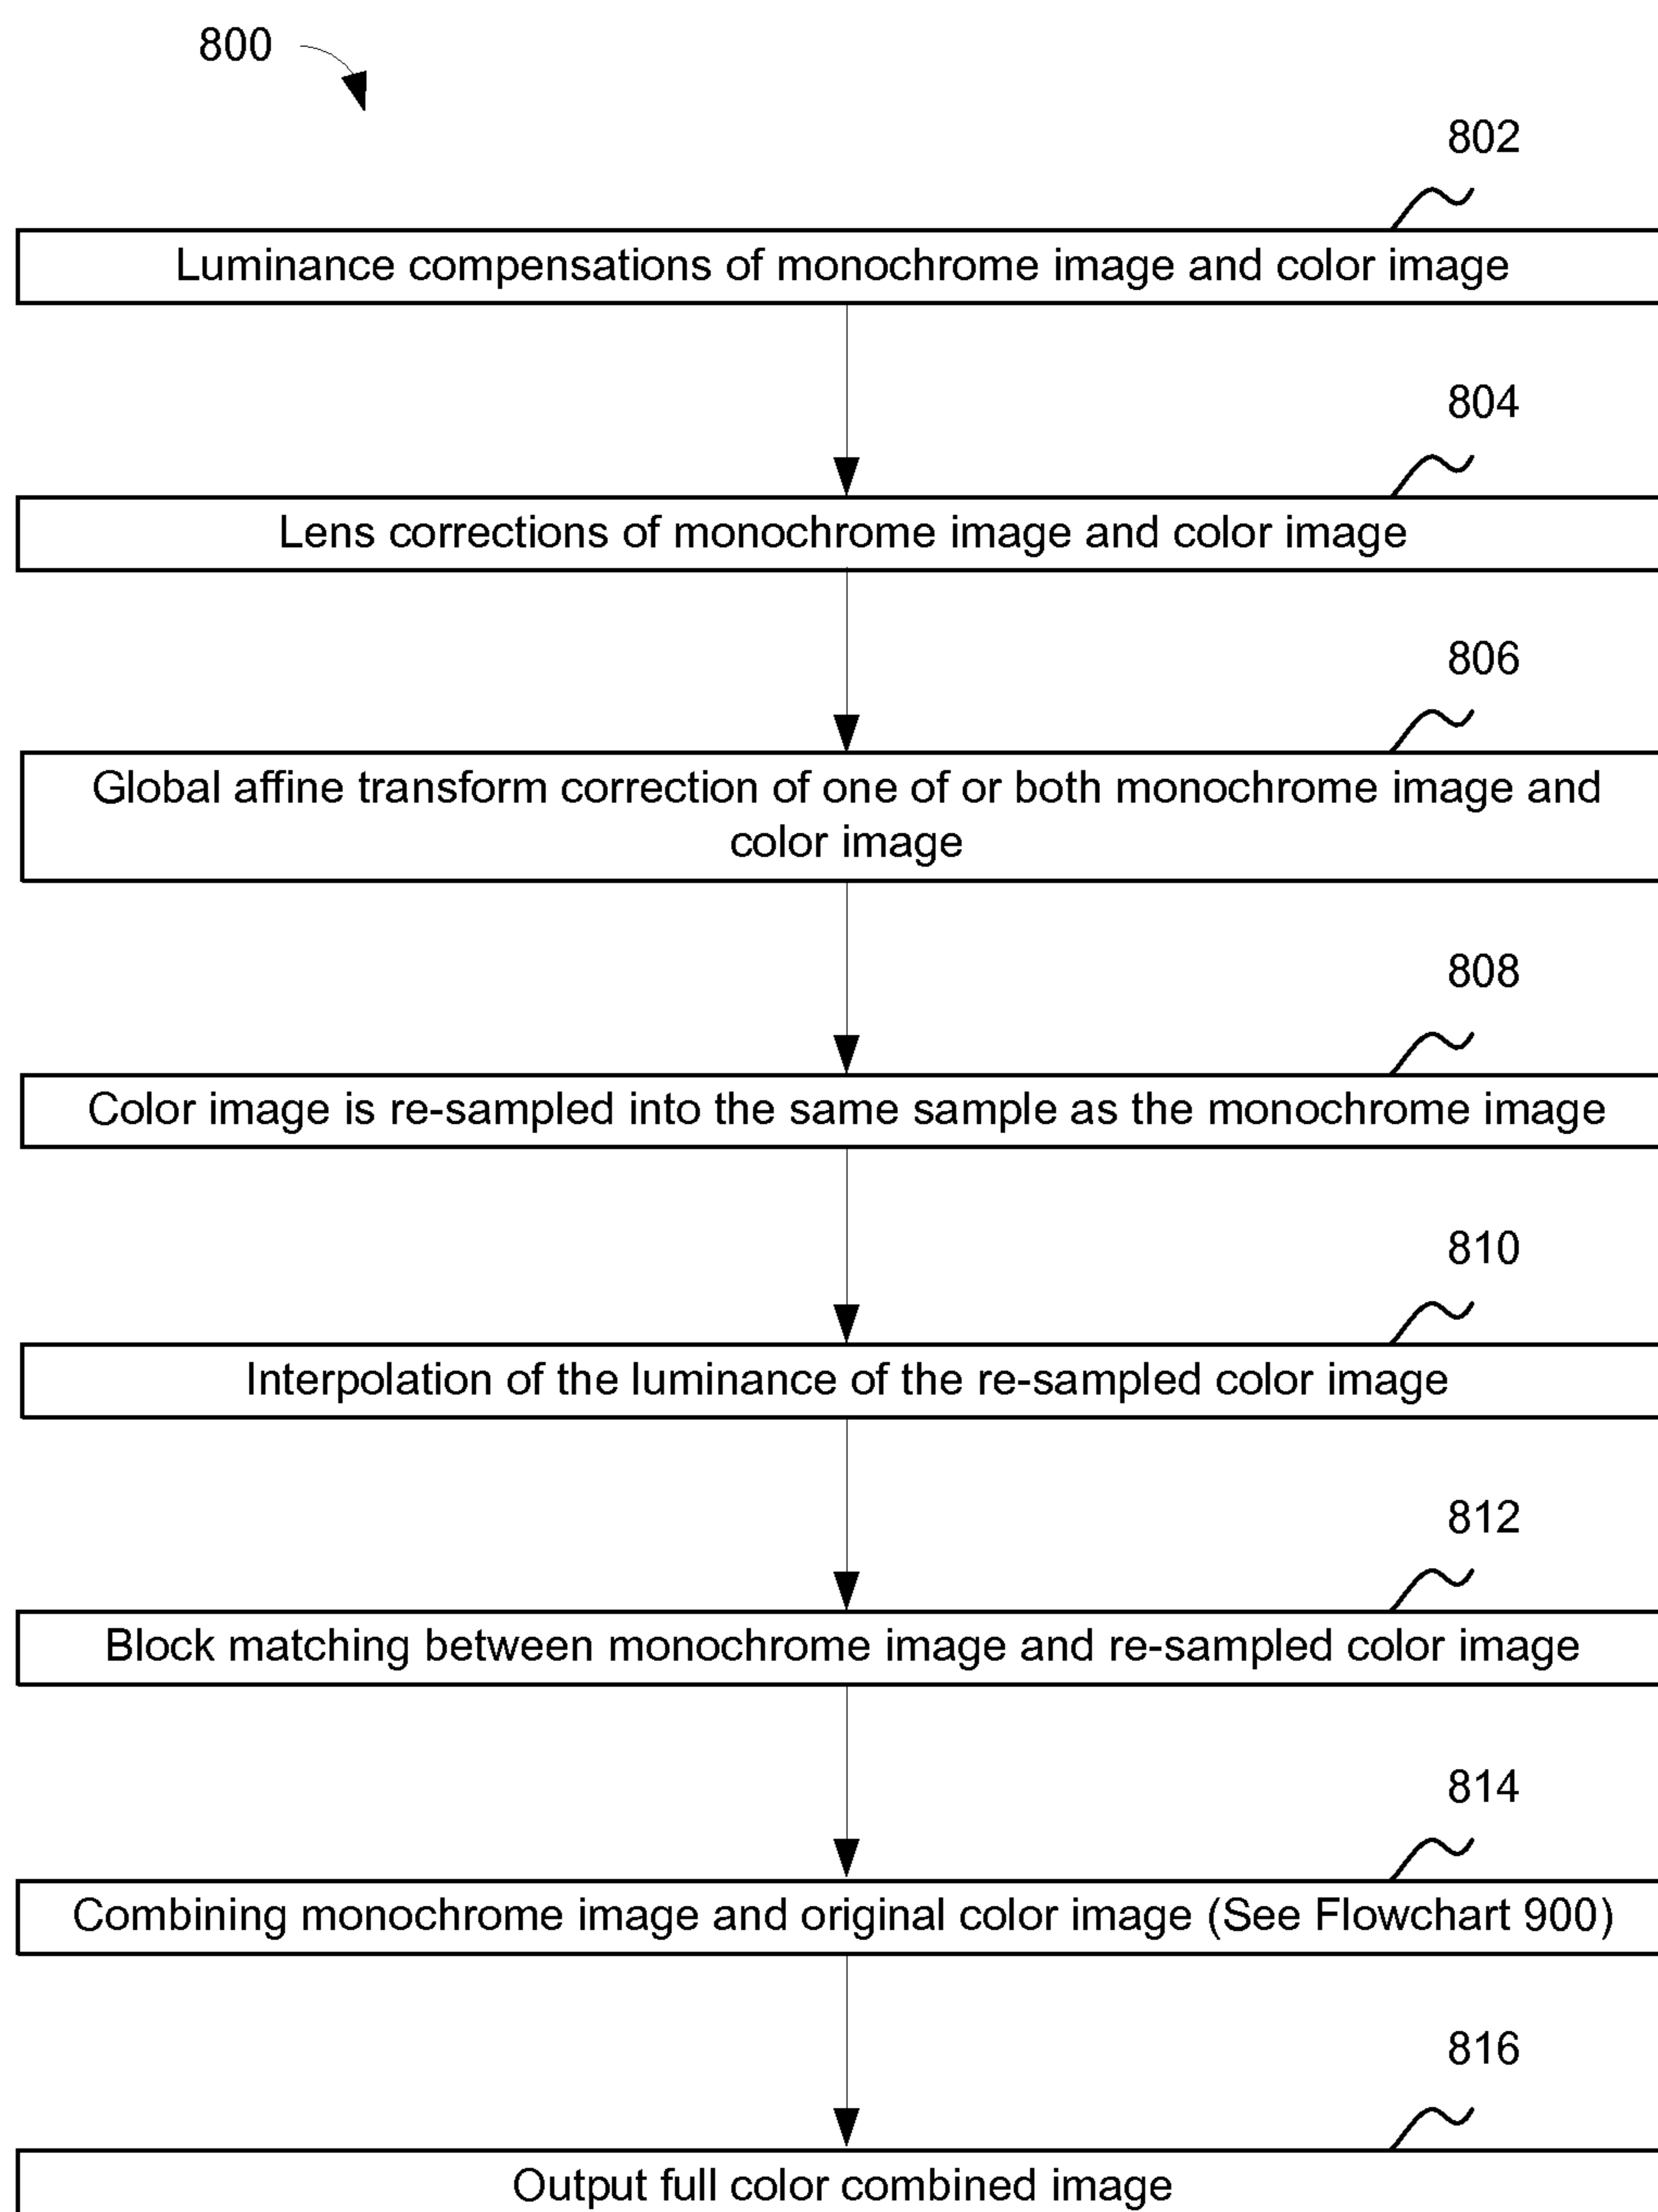 800
802
Luminance compensations of monochrome image and color image
804
Lens corrections of monochrome image and color image
806
Global affine transform correction of one of or both monochrome image and
color image
808
Color image is re-sampled into the same sample as the monochrome image
810
Interpolation of the luminance of the re-sampled color image
812
Block matching between monochrome image and re-sampled color image
814
Combining monochrome image and original color image (See Flowchart 900)
816
Output full color combined image